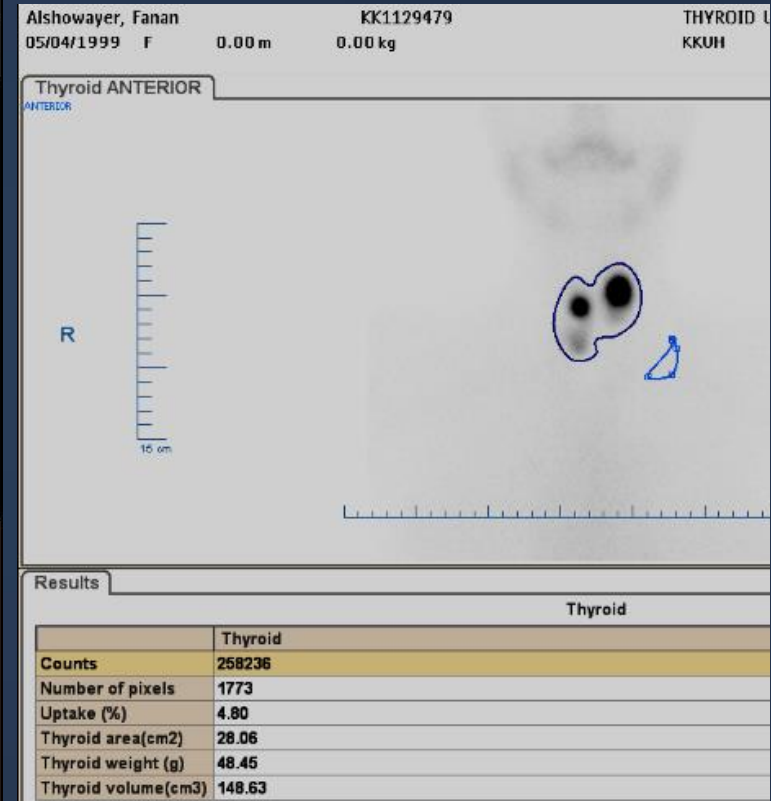 Alshowayer, Fanan KK1129479 THYROID U
05/04/1999 F 0.00 m 0.00 kg KKUH
Thyroid ANTERIOR
ANTERIOR
R
15 cm
Results
Thyroid
Thyroid
Counts 258236
Number of pixels 1773
Uptake (%) 4.80
Thyroid area(cm2) 28.06
Thyroid weight (g) 48.45
Thyroid volume(cm3) 148.63